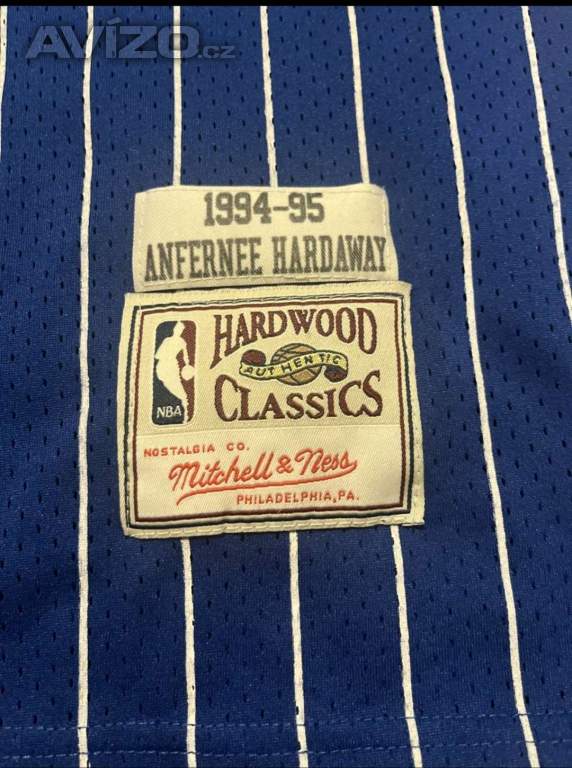 Avízo.cz
1994-95
ANFERNEE HARDAWAY
HARDWOOD
AUTHENTIC
CLASSICS
NBA
NOSTALGIA CO.
Mitchell & Ness
PHILADELPHIA, PA.